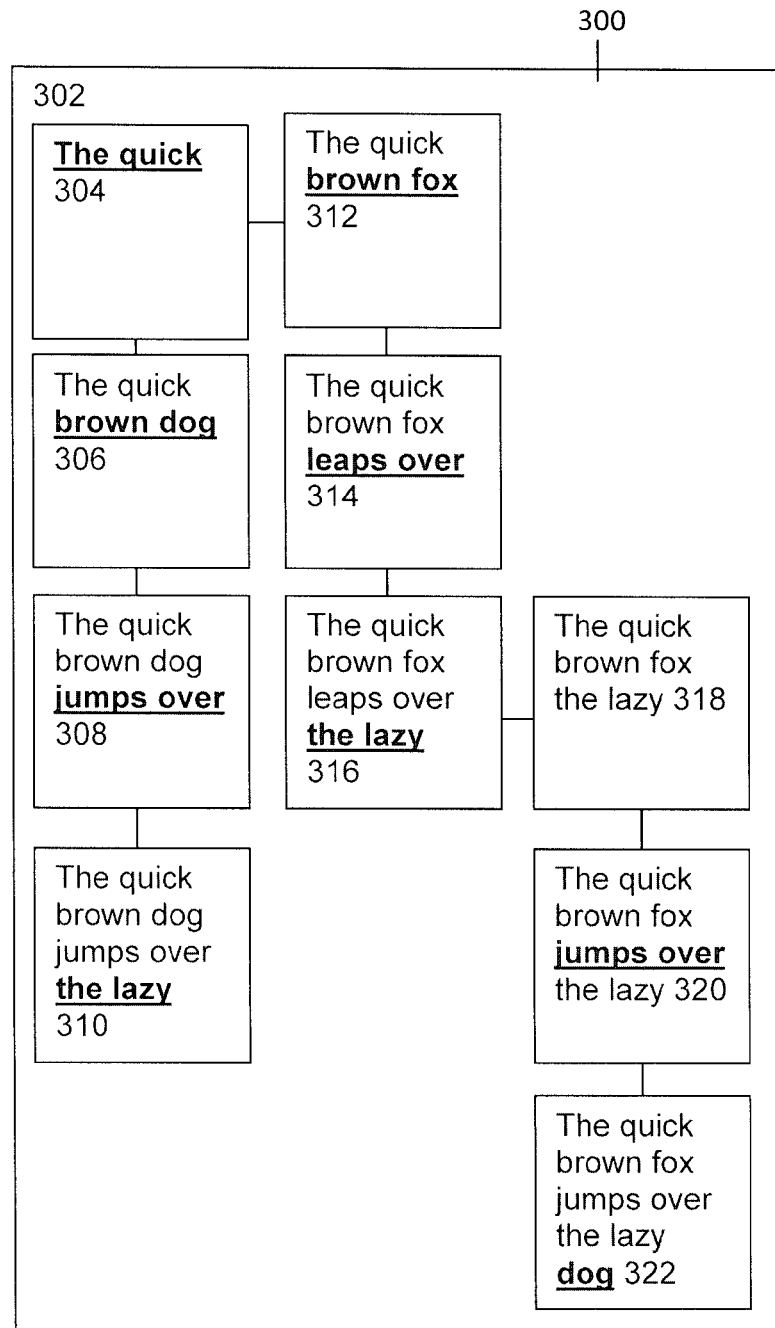 300
302
The quick
304
The quick
brown fox
312
The quick
brown dog
306
The quick
brown fox
leaps over
314
The quick
brown dog
jumps over
308
The quick
brown fox
leaps over
the lazy
316
The quick
brown fox
the lazy 318
The quick
brown dog
jumps over
the lazy
310
The quick
brown fox
jumps over
the lazy 320
The quick
brown fox
jumps over
the lazy
dog 322